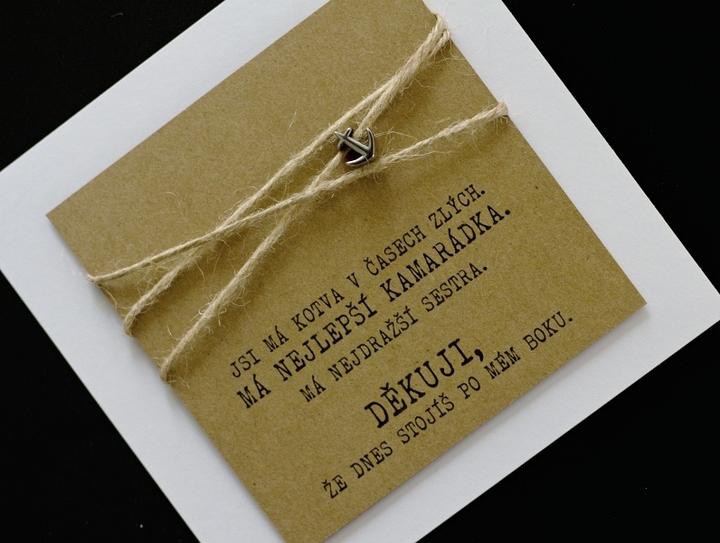 JSI MÁ KOTVA V ČASECH ZLÝCH.
MÁ NEJLEPŠÍ KAMARÁDKA.
MÁ NEJDRAŽŠÍ SESTRA.
DĚKUJI,
ŽE DNES STOJÍŠ PO MÉM BOKU.